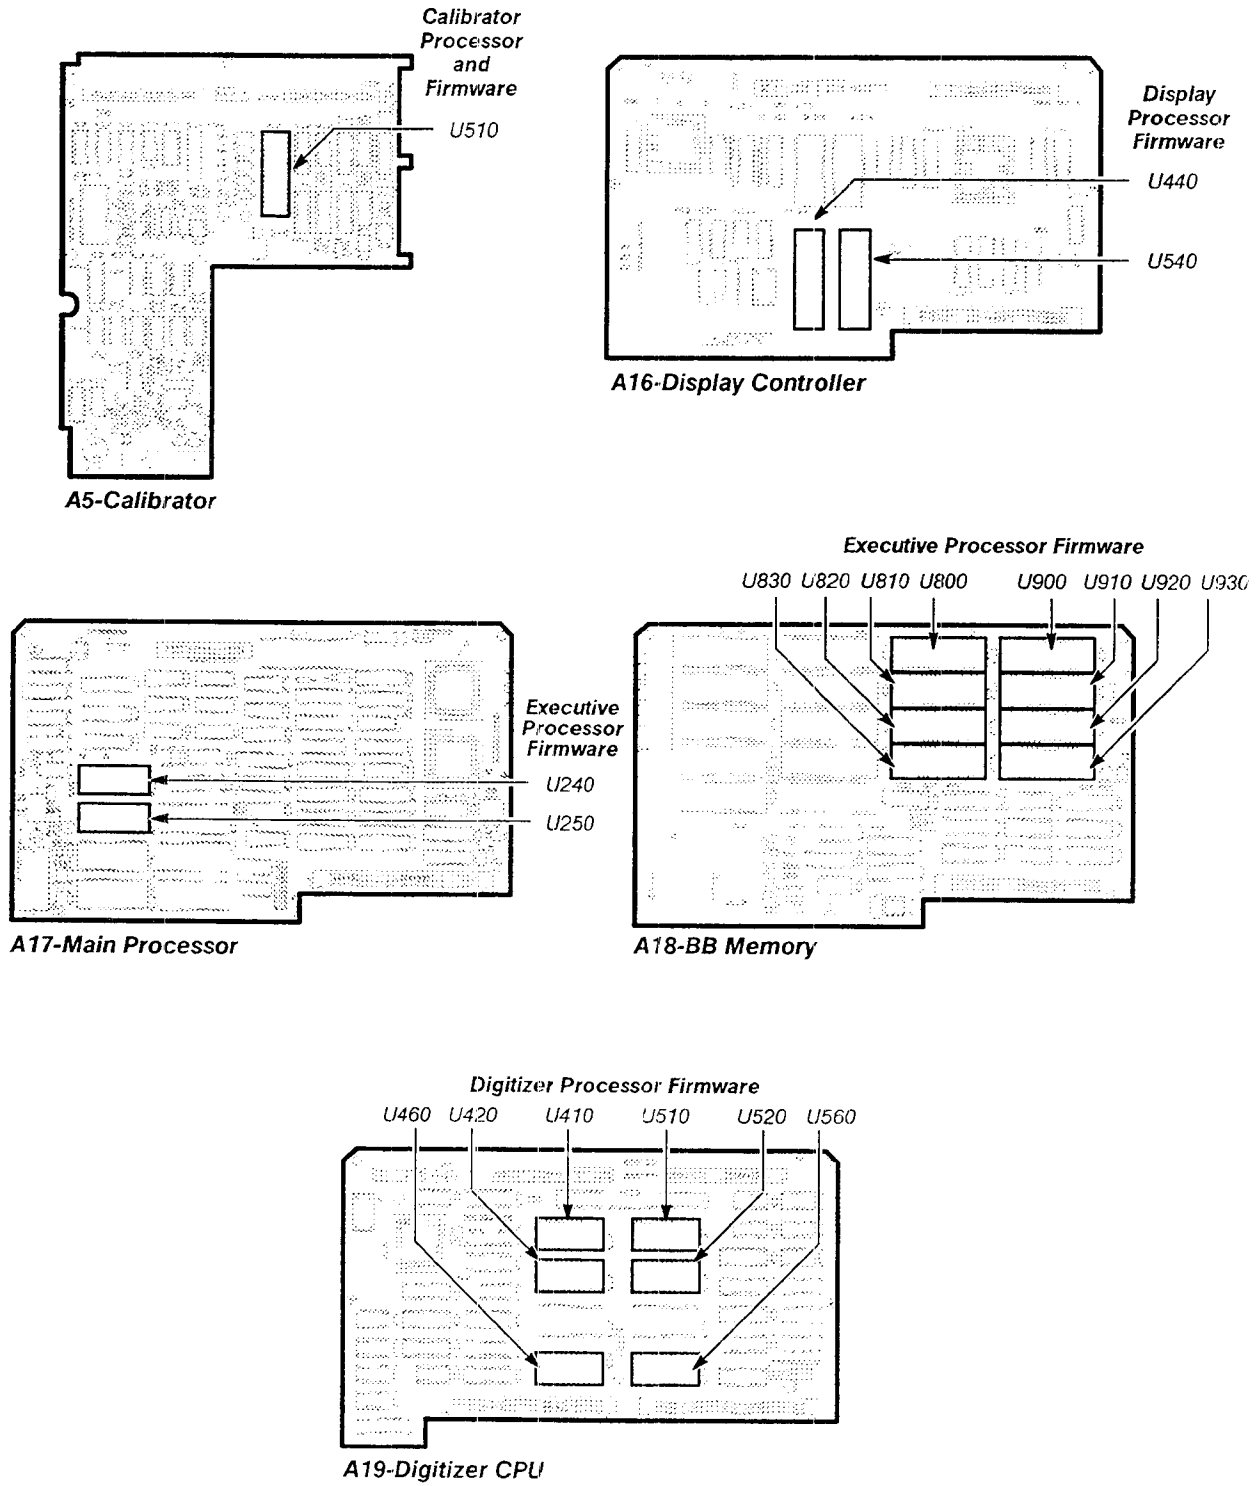 Calibrator
Processor
and
Firmware
U510
A5-Calibrator
Display
Processor
Firmware
U440
U540
A16-Display Controller
Executive
Processor
Firmware
U240
U250
A17-Main Processor
Executive Processor Firmware
U830 U820 U810 U800 U900 U910 U920 U930
A18-BB Memory
Digitizer Processor Firmware
U460 U420 U410 U510 U520 U560
A19-Digitizer CPU